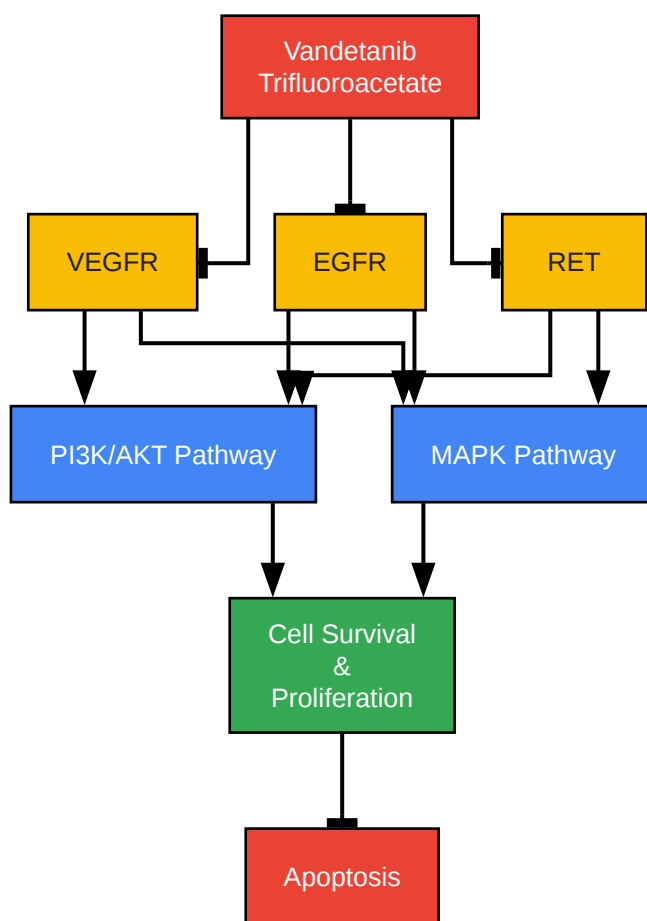 Vandetanib
Trifluoroacetate
VEGFR
EGFR
RET
PI3K/AKT Pathway
MAPK Pathway
Cell Survival
&
Proliferation
Apoptosis